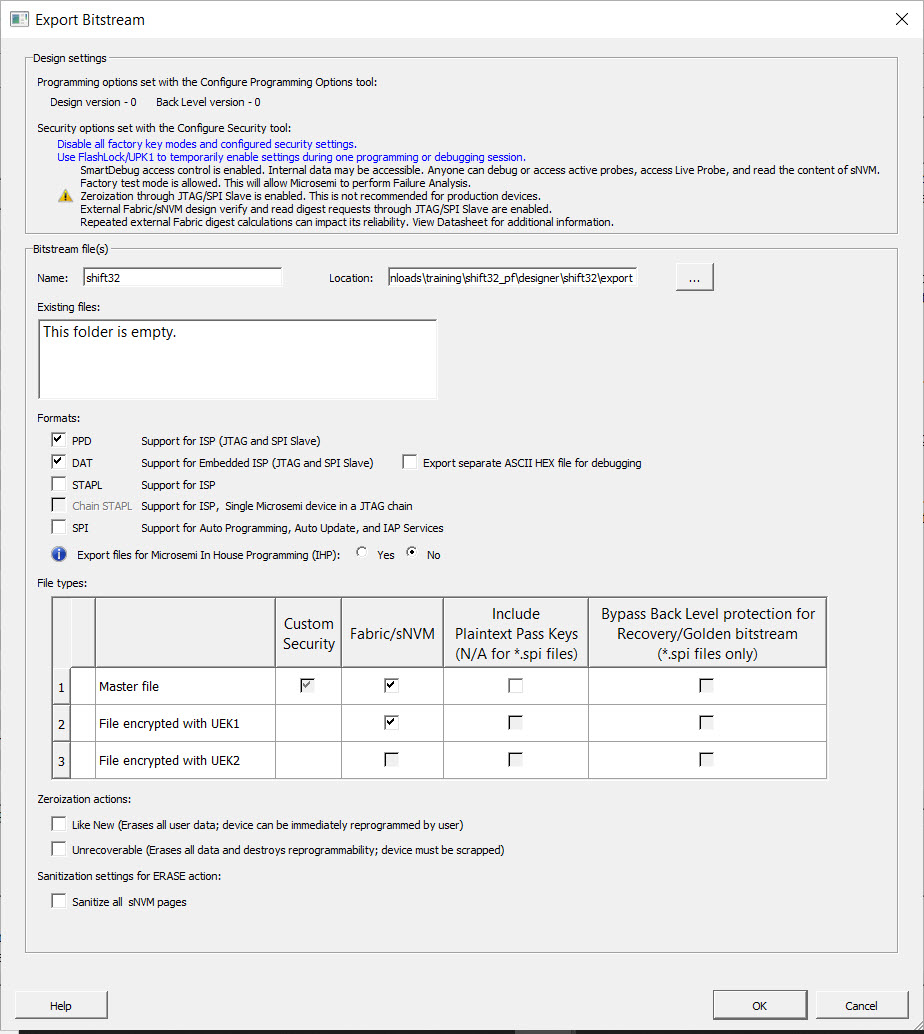 Export Bitstream
Design settings
Programming options set with the Configure Programming Options tool:
Design version - 0 Back Level version - 0
Security options set with the Configure Security tool:
Disable all factory key modes and configured security settings.
Use FlashLock/UPK1 to temporarily enable settings during one programming or debugging session.
SmartDebug access control is enabled. Internal data may be accessible. Anyone can debug or access active probes, access Live Probe, and read the content of sNVM.
Factory test mode is allowed. This will allow Microsemi to perform Failure Analysis.
Zeroization through JTAG/SPI Slave is enabled. This is not recommended for production devices.
External Fabric/sNVM design verify and read digest requests through JTAG/SPI Slave are enabled.
Repeated external Fabric digest calculations can impact its reliability. View Datasheet for additional information.
Bitstream file(s)
Name: shift32 Location: nloads\training\shift32_pf\designer\shift32\export ...
Existing files:
This folder is empty.
Formats:
PPD Support for ISP (JTAG and SPI Slave)
DAT Support for Embedded ISP (JTAG and SPI Slave) Export separate ASCII HEX file for debugging
STAPL Support for ISP
Chain STAPL Support for ISP, Single Microsemi device in a JTAG chain
SPI Support for Auto Programming, Auto Update, and IAP Services
Export files for Microsemi In House Programming (IHP): Yes No
File types:
Custom Security
Fabric/sNVM
Include
Plaintext Pass Keys
(N/A for *.spi files)
Bypass Back Level protection for
Recovery/Golden bitstream
(*.spi files only)
1 Master file
2 File encrypted with UEK1
3 File encrypted with UEK2
Zeroization actions:
Like New (Erases all user data; device can be immediately reprogrammed by user)
Unrecoverable (Erases all data and destroys reprogrammability; device must be scrapped)
Sanitization settings for ERASE action:
Sanitize all sNVM pages
Help OK Cancel